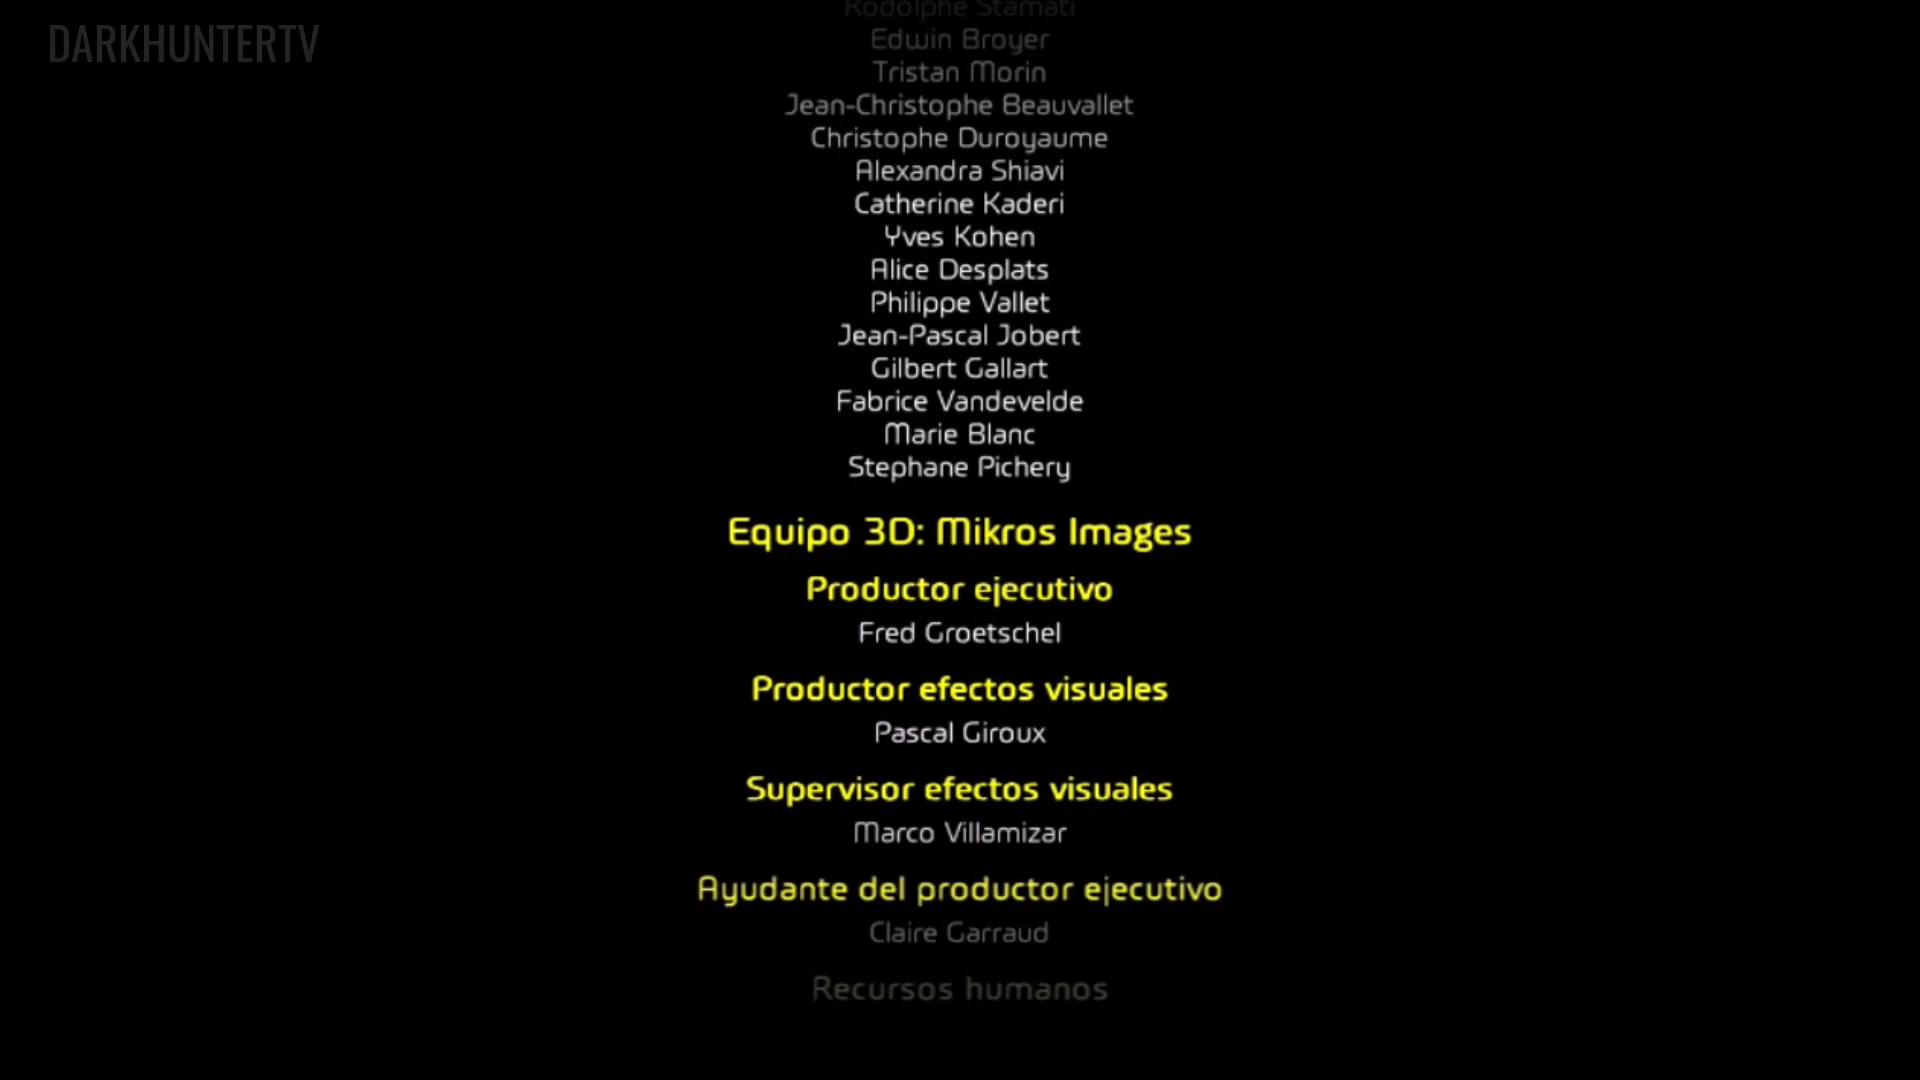 DARKHUNTERTV
Rodolphe Stamati
Edwin Broyer
Tristan Morin
Jean-Christophe Beauvallet
Christophe Duroyaume
Alexandra Shiavi
Catherine Kaderi
Yves Kohen
Alice Desplats
Philippe Vallet
Jean-Pascal Jobert
Gilbert Gallart
Fabrice Vandevelde
Marie Blanc
Stephane Pichery
Equipo 3D: Mikros Images
Productor ejecutivo
Fred Groetschel
Productor efectos visuales
Pascal Giroux
Supervisor efectos visuales
Marco Villamizar
Ayudante del productor ejecutivo
Claire Garraud
Recursos humanos